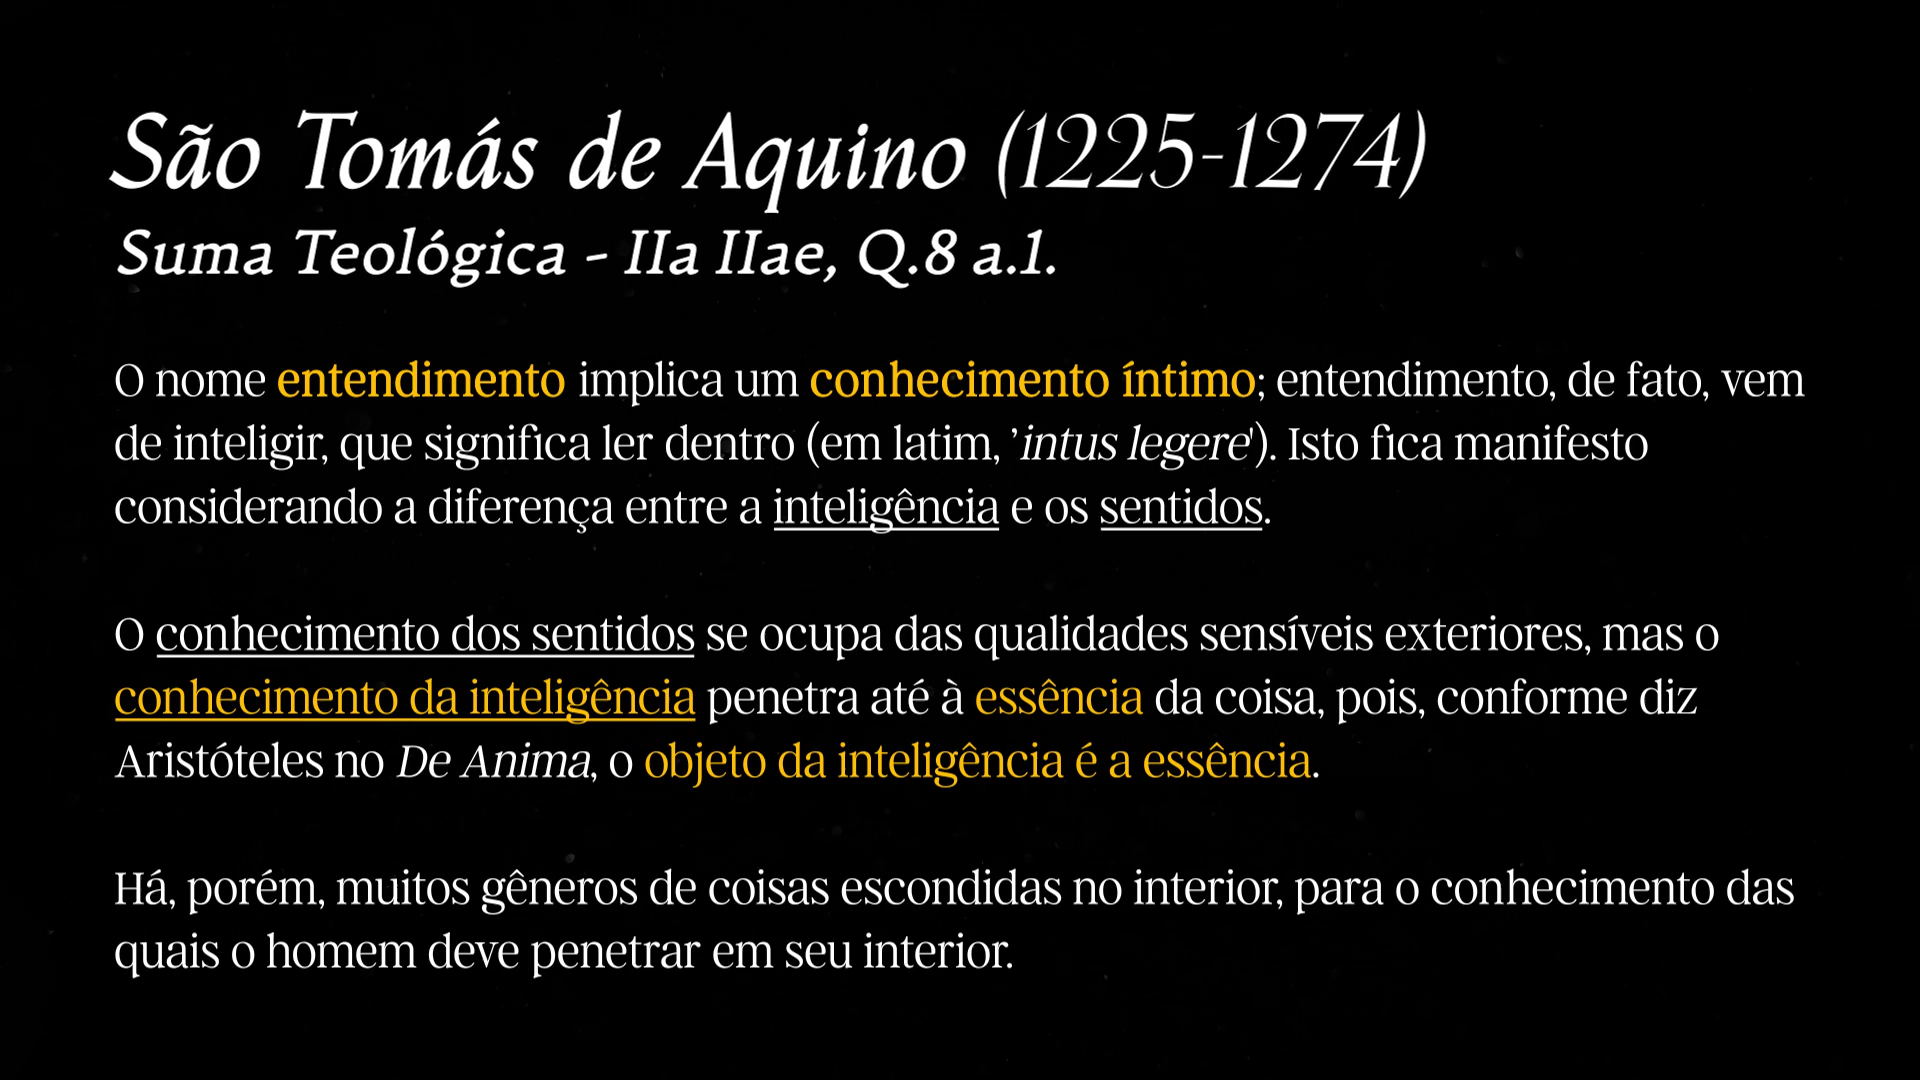 São Tomás de Aquino (1225-1274)
Suma Teológica - IIa IIae, Q.8 a.1.
O nome entendimento implica um conhecimento íntimo; entendimento, de fato, vem
de inteligir, que significa ler dentro (em latim, ’intus legere'). Isto fica manifesto
considerando a diferença entre a inteligência e os sentidos.
O conhecimento dos sentidos se ocupa das qualidades sensíveis exteriores, mas o
conhecimento da inteligência penetra até à essência da coisa, pois, conforme diz
Aristóteles no De Anima, o objeto da inteligência é a essência.
Há, porém, muitos gêneros de coisas escondidas no interior, para o conhecimento das
quais o homem deve penetrar em seu interior.